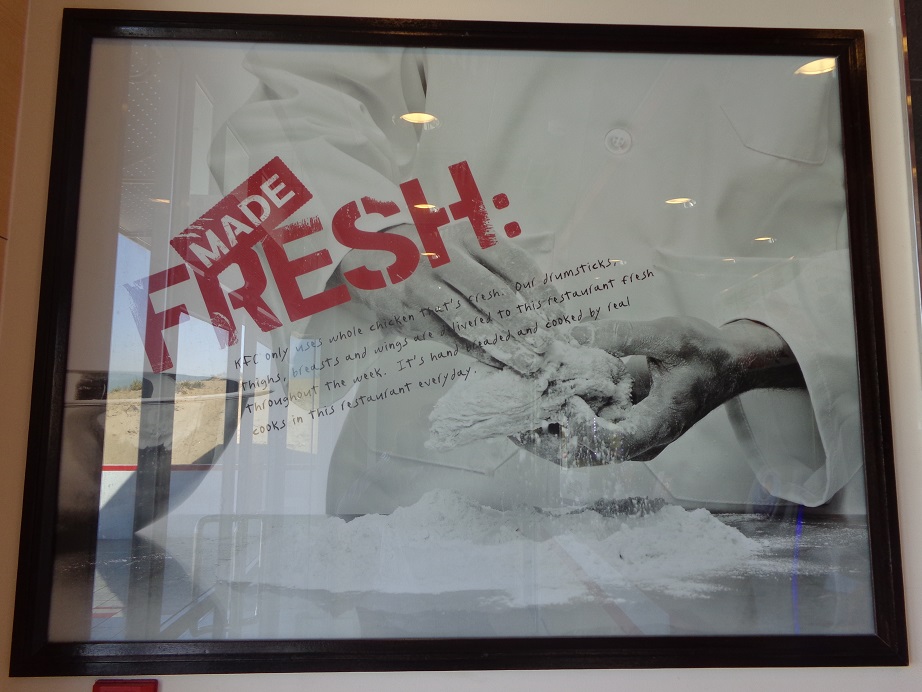 MADE
FRESH:
KFC only uses whole chicken that's fresh. Our drumsticks,
thighs, breasts and wings are delivered to this restaurant fresh
throughout the week. It's hand breaded and cooked by real
cooks in this restaurant everyday.